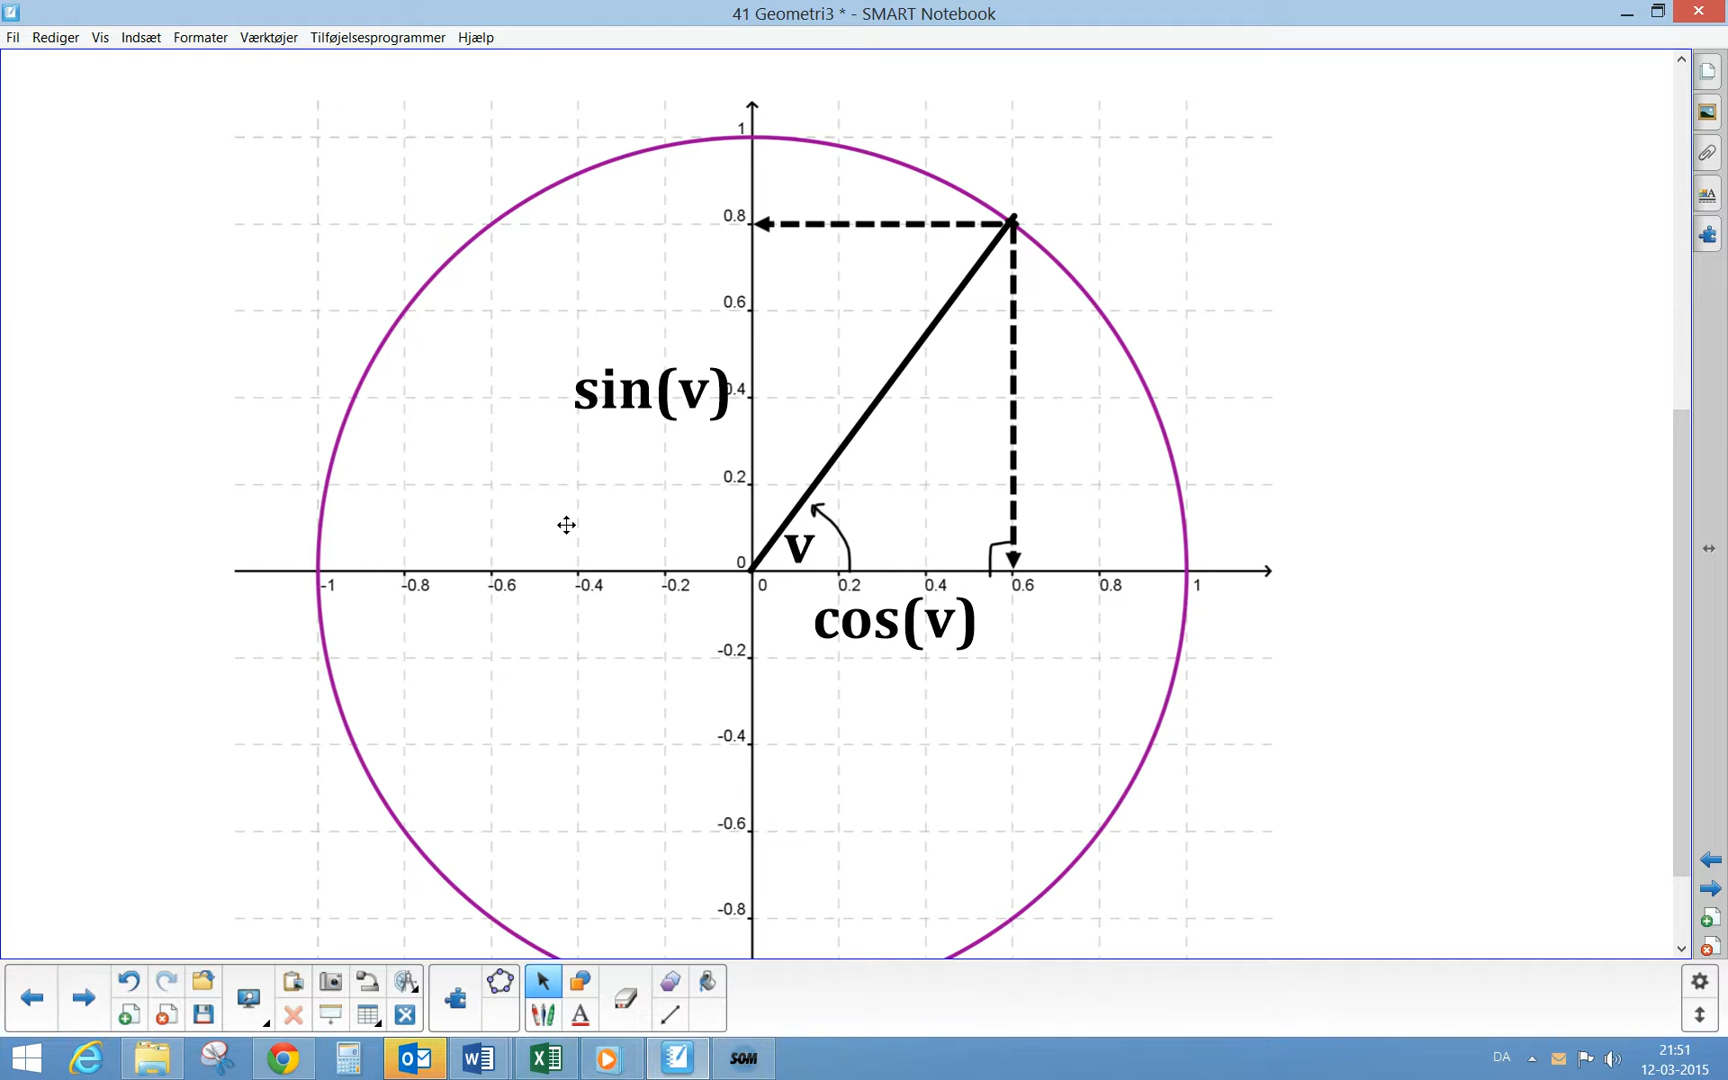 41 Geometri3 * - SMART Notebook
Fil Rediger Vis Indsæt Formater Værktøjer Tilføjelsesprogrammer Hjælp
1
0.8
0.6
sin(v)
0.4
0.2
v
0
-1 -0.8 -0.6 -0.4 -0.2 0 0.2 0.4 0.6 0.8 1
cos(v)
-0.2
-0.4
-0.6
-0.8
A
SOM
DA
21:51
12-03-2015